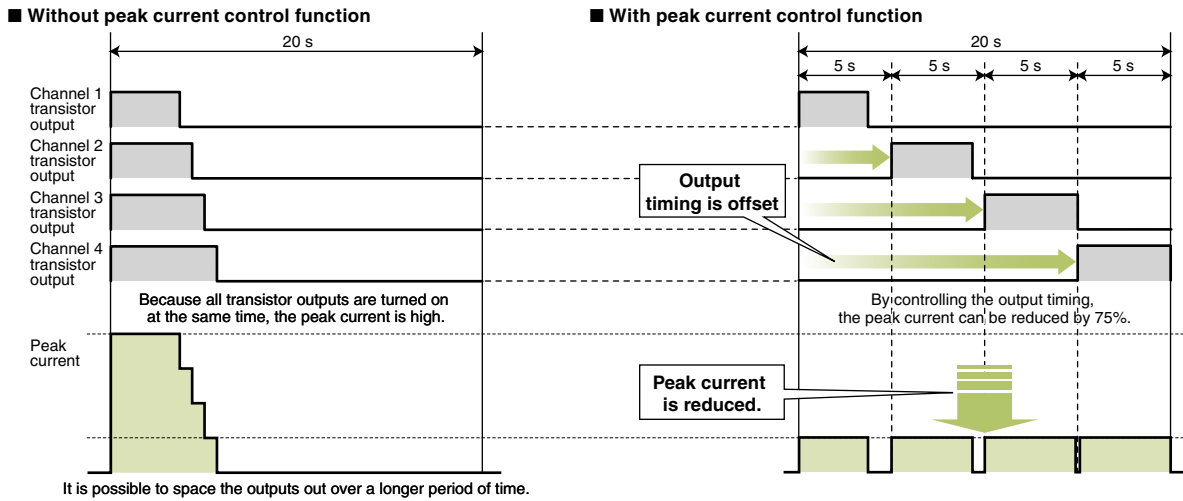 ■ Without peak current control function
20 s
Channel 1
transistor
output
Channel 2
transistor
output
Channel 3
transistor
output
Channel 4
transistor
output
Because all transistor outputs are turned on
at the same time, the peak current is high.
Peak
current
It is possible to space the outputs out over a longer period of time.
■ With peak current control function
20 s
5 s 5 s 5 s 5 s
Output
timing is offset
By controlling the output timing,
the peak current can be reduced by 75%.
Peak current
is reduced.